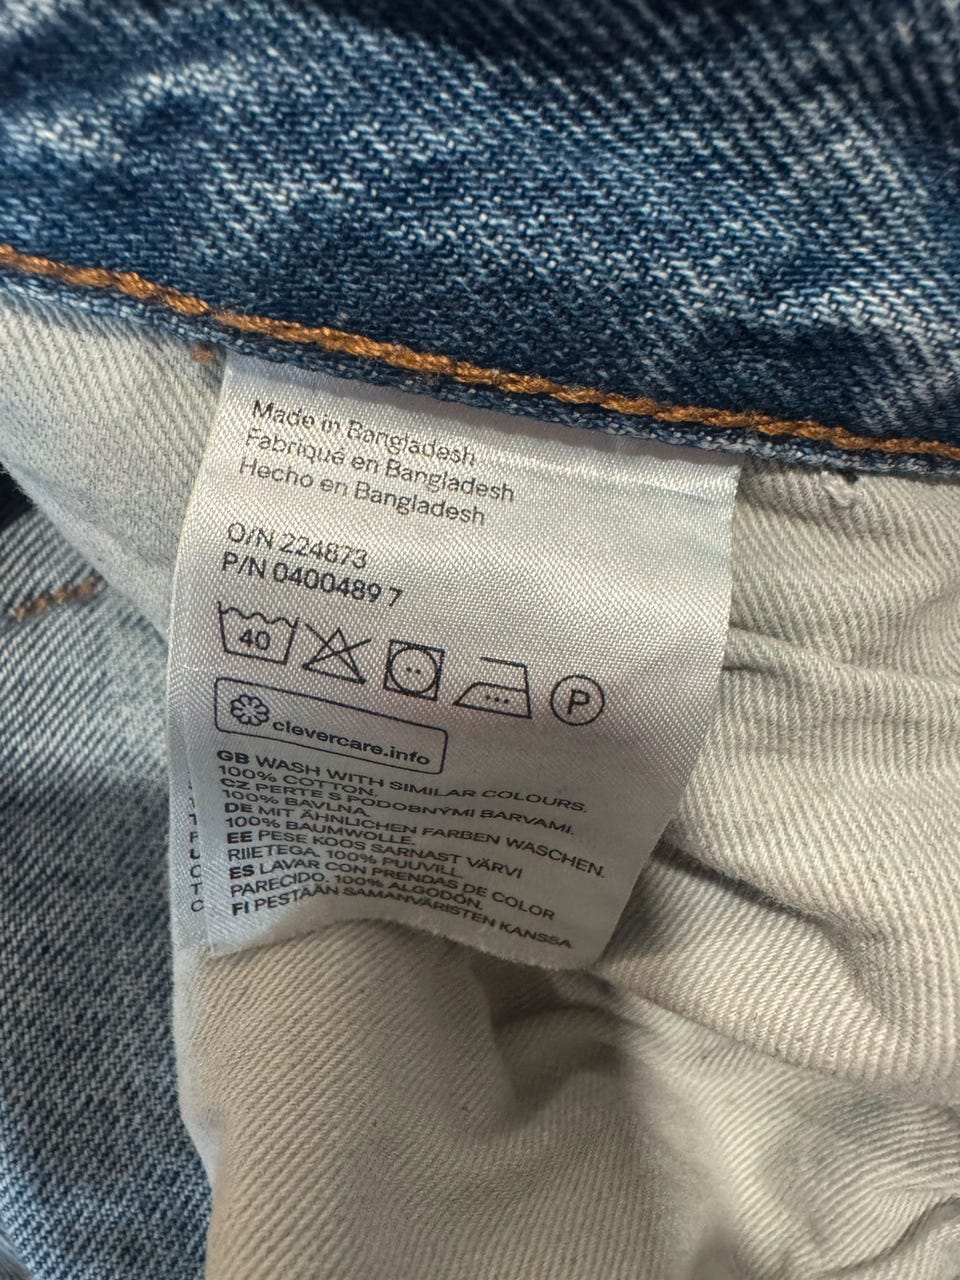 Made in Bangladesh
Fabriqué en Bangladesh
Hecho en Bangladesh
O/N 224873
P/N 0400489 7
40
P
clevercare.info
GB WASH WITH SIMILAR COLOURS.
100% COTTON.
CZ PERTE S PODOBNÝMI BARVAMI.
100% BAVLNA.
DE MIT ÄHNLICHEN FARBEN WASCHEN.
100% BAUMWOLLE.
EE PESE KOOS SARNAST VÄRVI
RIIETEGA. 100% PUUVILL.
ES LAVAR CON PRENDAS DE COLOR
PARECIDO. 100% ALGODÓN.
FI PESTÄÄN SAMANVÄRISTEN KANSSA